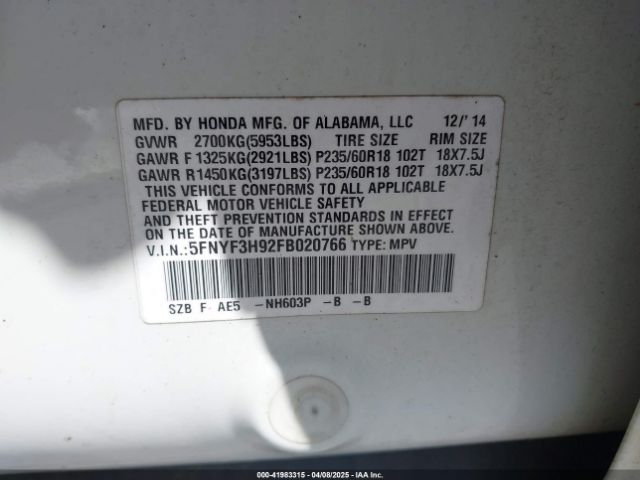 MFD. BY HONDA MFG. OF ALABAMA, LLC 12/'14
GVWR 2700KG(5953LBS) TIRE SIZE RIM SIZE
GAWR F 1325KG(2921LBS) P235/60R18 102T 18X7.5J
GAWR R1450KG(3197LBS) P235/60R18 102T 18X7.5J
THIS VEHICLE CONFORMS TO ALL APPLICABLE
FEDERAL MOTOR VEHICLE SAFETY
AND THEFT PREVENTION STANDARDS IN EFFECT
ON THE DATE OF MANUFACTURE SHOWN ABOVE.
V.I.N.: 5FNYF3H92FB020766 TYPE: MPV
SZB F AE5 -NH603P -B -B
000-41983315 | 04/08/2025 | IAA Inc.